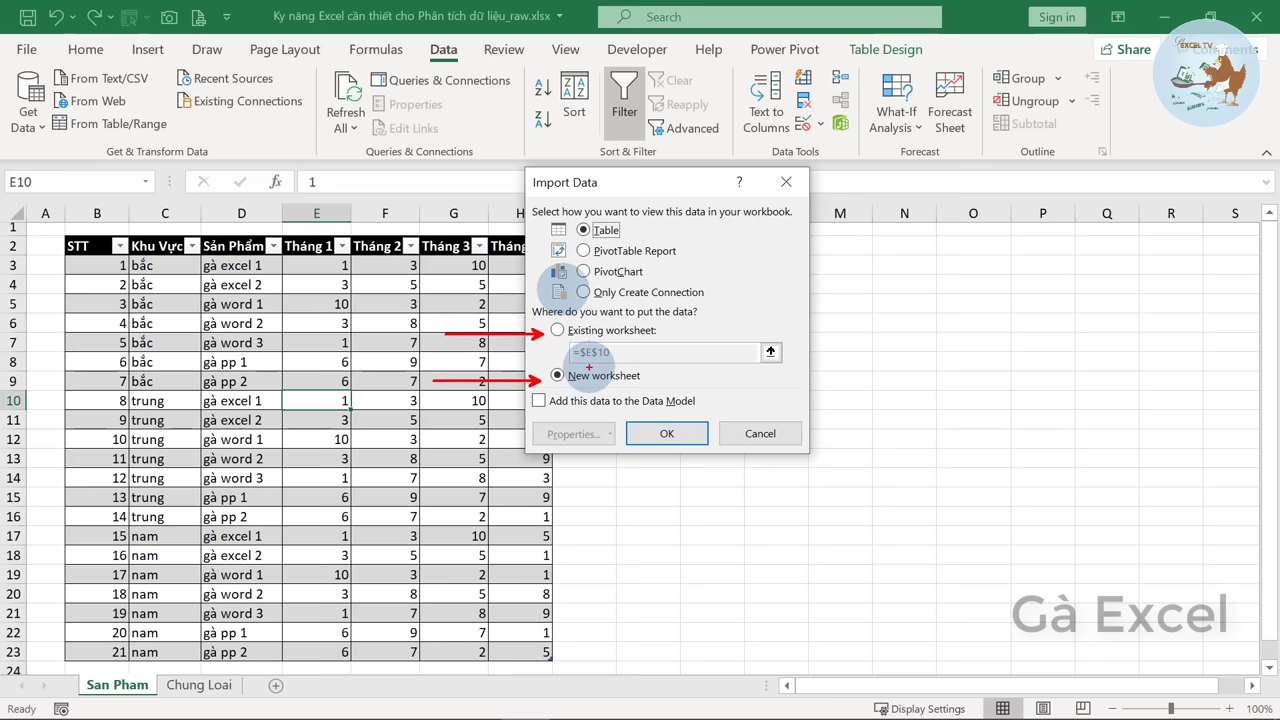 Ky năng Excel cần thiết cho Phân tích dữ liệu_raw.xlsx
Search
Sign in
File Home Insert Draw Page Layout Formulas Data Review View Developer Help Power Pivot Table Design
Share Comments
EXCEL TV
Get Data
From Text/CSV
From Web
From Table/Range
Recent Sources
Existing Connections
Get & Transform Data
Refresh All
Queries & Connections
Properties
Edit Links
Queries & Connections
Sort
Filter
Clear
Reapply
Advanced
Sort & Filter
Text to Columns
Data Tools
What-If Analysis
Forecast Sheet
Forecast
Group
Ungroup
Subtotal
Outline
E10 fx 1
A B C D E F G H M N O P Q R S
1
2 STT Khu Vực Sản Phẩm Tháng 1 Tháng 2 Tháng 3 Tháng
3 1 bắc gà excel 1 1 3 10
4 2 bắc gà excel 2 3 5 5
5 3 bắc gà word 1 10 3 2
6 4 bắc gà word 2 3 8 5
7 5 bắc gà word 3 1 7 8
8 6 bắc gà pp 1 6 9 7
9 7 bắc gà pp 2 6 7 2
10 8 trung gà excel 1 1 3 10
11 9 trung gà excel 2 3 5 5
12 10 trung gà word 1 10 3 2
13 11 trung gà word 2 3 8 5 9
14 12 trung gà word 3 1 7 8 3
15 13 trung gà pp 1 6 9 7 9
16 14 trung gà pp 2 6 7 2 1
17 15 nam gà excel 1 1 3 10 5
18 16 nam gà excel 2 3 5 5 1
19 17 nam gà word 1 10 3 2 1
20 18 nam gà word 2 3 8 5 8
21 19 nam gà word 3 1 7 8 9
22 20 nam gà pp 1 6 9 7 1
23 21 nam gà pp 2 6 7 2 5
24
Import Data ?
Select how you want to view this data in your workbook.
Table
PivotTable Report
PivotChart
Only Create Connection
Where do you want to put the data?
Existing worksheet:
=$E$10
New worksheet
Add this data to the Data Model
Properties... OK Cancel
Gà Excel
San Pham Chung Loai
Ready Display Settings 100%